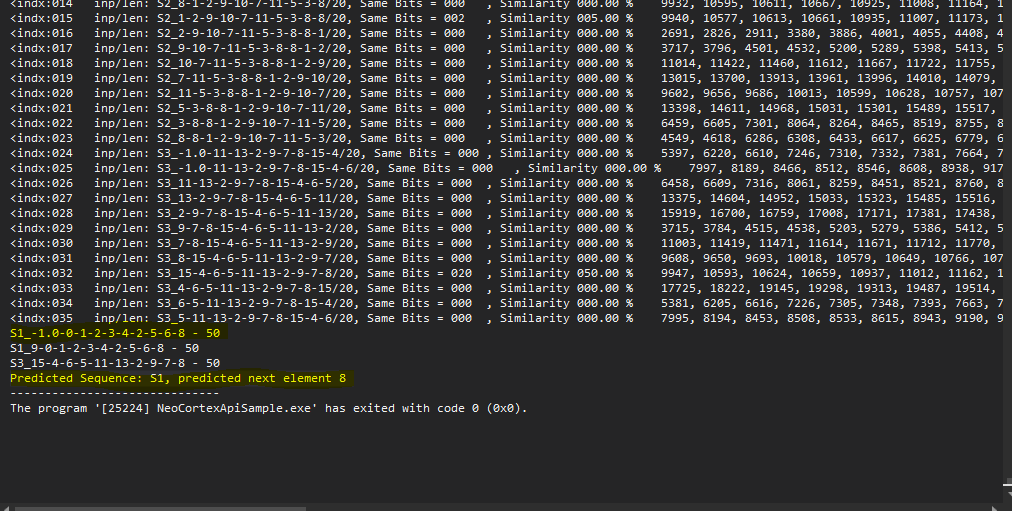 <indx:014   inp/len: S2_8-1-2-9-10-7-11-5-3-8/20, Same Bits = 000   , Similarity 000.00 %    9932, 10595, 10611, 10667, 10925, 11008, 11164, 1
<indx:015   inp/len: S2_1-2-9-10-7-11-5-3-8-8/20, Same Bits = 002   , Similarity 005.00 %    9940, 10577, 10613, 10661, 10935, 11007, 11173, 1
<indx:016   inp/len: S2_2-9-10-7-11-5-3-8-8-1/20, Same Bits = 000   , Similarity 000.00 %    2691, 2826, 2911, 3380, 3886, 4001, 4055, 4408, 4
<indx:017   inp/len: S2_9-10-7-11-5-3-8-8-1-2/20, Same Bits = 000   , Similarity 000.00 %    3717, 3796, 4501, 4532, 5200, 5289, 5398, 5413, 5
<indx:018   inp/len: S2_10-7-11-5-3-8-8-1-2-9/20, Same Bits = 000   , Similarity 000.00 %    11014, 11422, 11460, 11612, 11667, 11722, 11755,
<indx:019   inp/len: S2_7-11-5-3-8-8-1-2-9-10/20, Same Bits = 000   , Similarity 000.00 %    13015, 13700, 13913, 13961, 13996, 14010, 14079,
<indx:020   inp/len: S2_11-5-3-8-8-1-2-9-10-7/20, Same Bits = 000   , Similarity 000.00 %    9602, 9656, 9686, 10013, 10599, 10628, 10757, 107
<indx:021   inp/len: S2_5-3-8-8-1-2-9-10-7-11/20, Same Bits = 000   , Similarity 000.00 %    13398, 14611, 14968, 15031, 15301, 15489, 15517,
<indx:022   inp/len: S2_3-8-8-1-2-9-10-7-11-5/20, Same Bits = 000   , Similarity 000.00 %    6459, 6605, 7301, 8064, 8264, 8465, 8519, 8755, 8
<indx:023   inp/len: S2_8-8-1-2-9-10-7-11-5-3/20, Same Bits = 000   , Similarity 000.00 %    4549, 4618, 6286, 6308, 6433, 6617, 6625, 6779, 6
<indx:024   inp/len: S3_-1.0-11-13-2-9-7-8-15-4/20, Same Bits = 000 , Similarity 000.00 %    5397, 6220, 6610, 7246, 7310, 7332, 7381, 7664, 7
<indx:025   inp/len: S3_-1.0-11-13-2-9-7-8-15-4-6/20, Same Bits = 000   , Similarity 000.00 %    7997, 8189, 8466, 8512, 8546, 8608, 8938, 917
<indx:026   inp/len: S3_11-13-2-9-7-8-15-4-6-5/20, Same Bits = 000  , Similarity 000.00 %    6458, 6609, 7316, 8061, 8259, 8451, 8521, 8760, 8
<indx:027   inp/len: S3_13-2-9-7-8-15-4-6-5-11/20, Same Bits = 000  , Similarity 000.00 %    13375, 14604, 14952, 15033, 15323, 15485, 15516,
<indx:028   inp/len: S3_2-9-7-8-15-4-6-5-11-13/20, Same Bits = 000  , Similarity 000.00 %    15919, 16700, 16759, 17008, 17171, 17381, 17438,
<indx:029   inp/len: S3_9-7-8-15-4-6-5-11-13-2/20, Same Bits = 000  , Similarity 000.00 %    3715, 3784, 4515, 4538, 5203, 5279, 5386, 5412, 5
<indx:030   inp/len: S3_7-8-15-4-6-5-11-13-2-9/20, Same Bits = 000  , Similarity 000.00 %    11003, 11419, 11471, 11614, 11671, 11712, 11770,
<indx:031   inp/len: S3_8-15-4-6-5-11-13-2-9-7/20, Same Bits = 000  , Similarity 000.00 %    9608, 9650, 9693, 10018, 10579, 10649, 10766, 107
<indx:032   inp/len: S3_15-4-6-5-11-13-2-9-7-8/20, Same Bits = 020  , Similarity 050.00 %    9947, 10593, 10624, 10659, 10937, 11012, 11162, 1
<indx:033   inp/len: S3_4-6-5-11-13-2-9-7-8-15/20, Same Bits = 000  , Similarity 000.00 %    17725, 18222, 19145, 19298, 19313, 19487, 19514,
<indx:034   inp/len: S3_6-5-11-13-2-9-7-8-15-4/20, Same Bits = 000  , Similarity 000.00 %    5381, 6205, 6616, 7226, 7305, 7348, 7393, 7663, 7
<indx:035   inp/len: S3_5-11-13-2-9-7-8-15-4-6/20, Same Bits = 000  , Similarity 000.00 %    7995, 8194, 8453, 8508, 8533, 8615, 8943, 9190, 9
S1_-1.0-0-1-2-3-4-2-5-6-8 - 50
S1_9-0-1-2-3-4-2-5-6-8 - 50
S3_15-4-6-5-11-13-2-9-7-8 - 50
Predicted Sequence: S1, predicted next element 8
------------------------------
The program '[25224] NeoCortexApiSample.exe' has exited with code 0 (0x0).